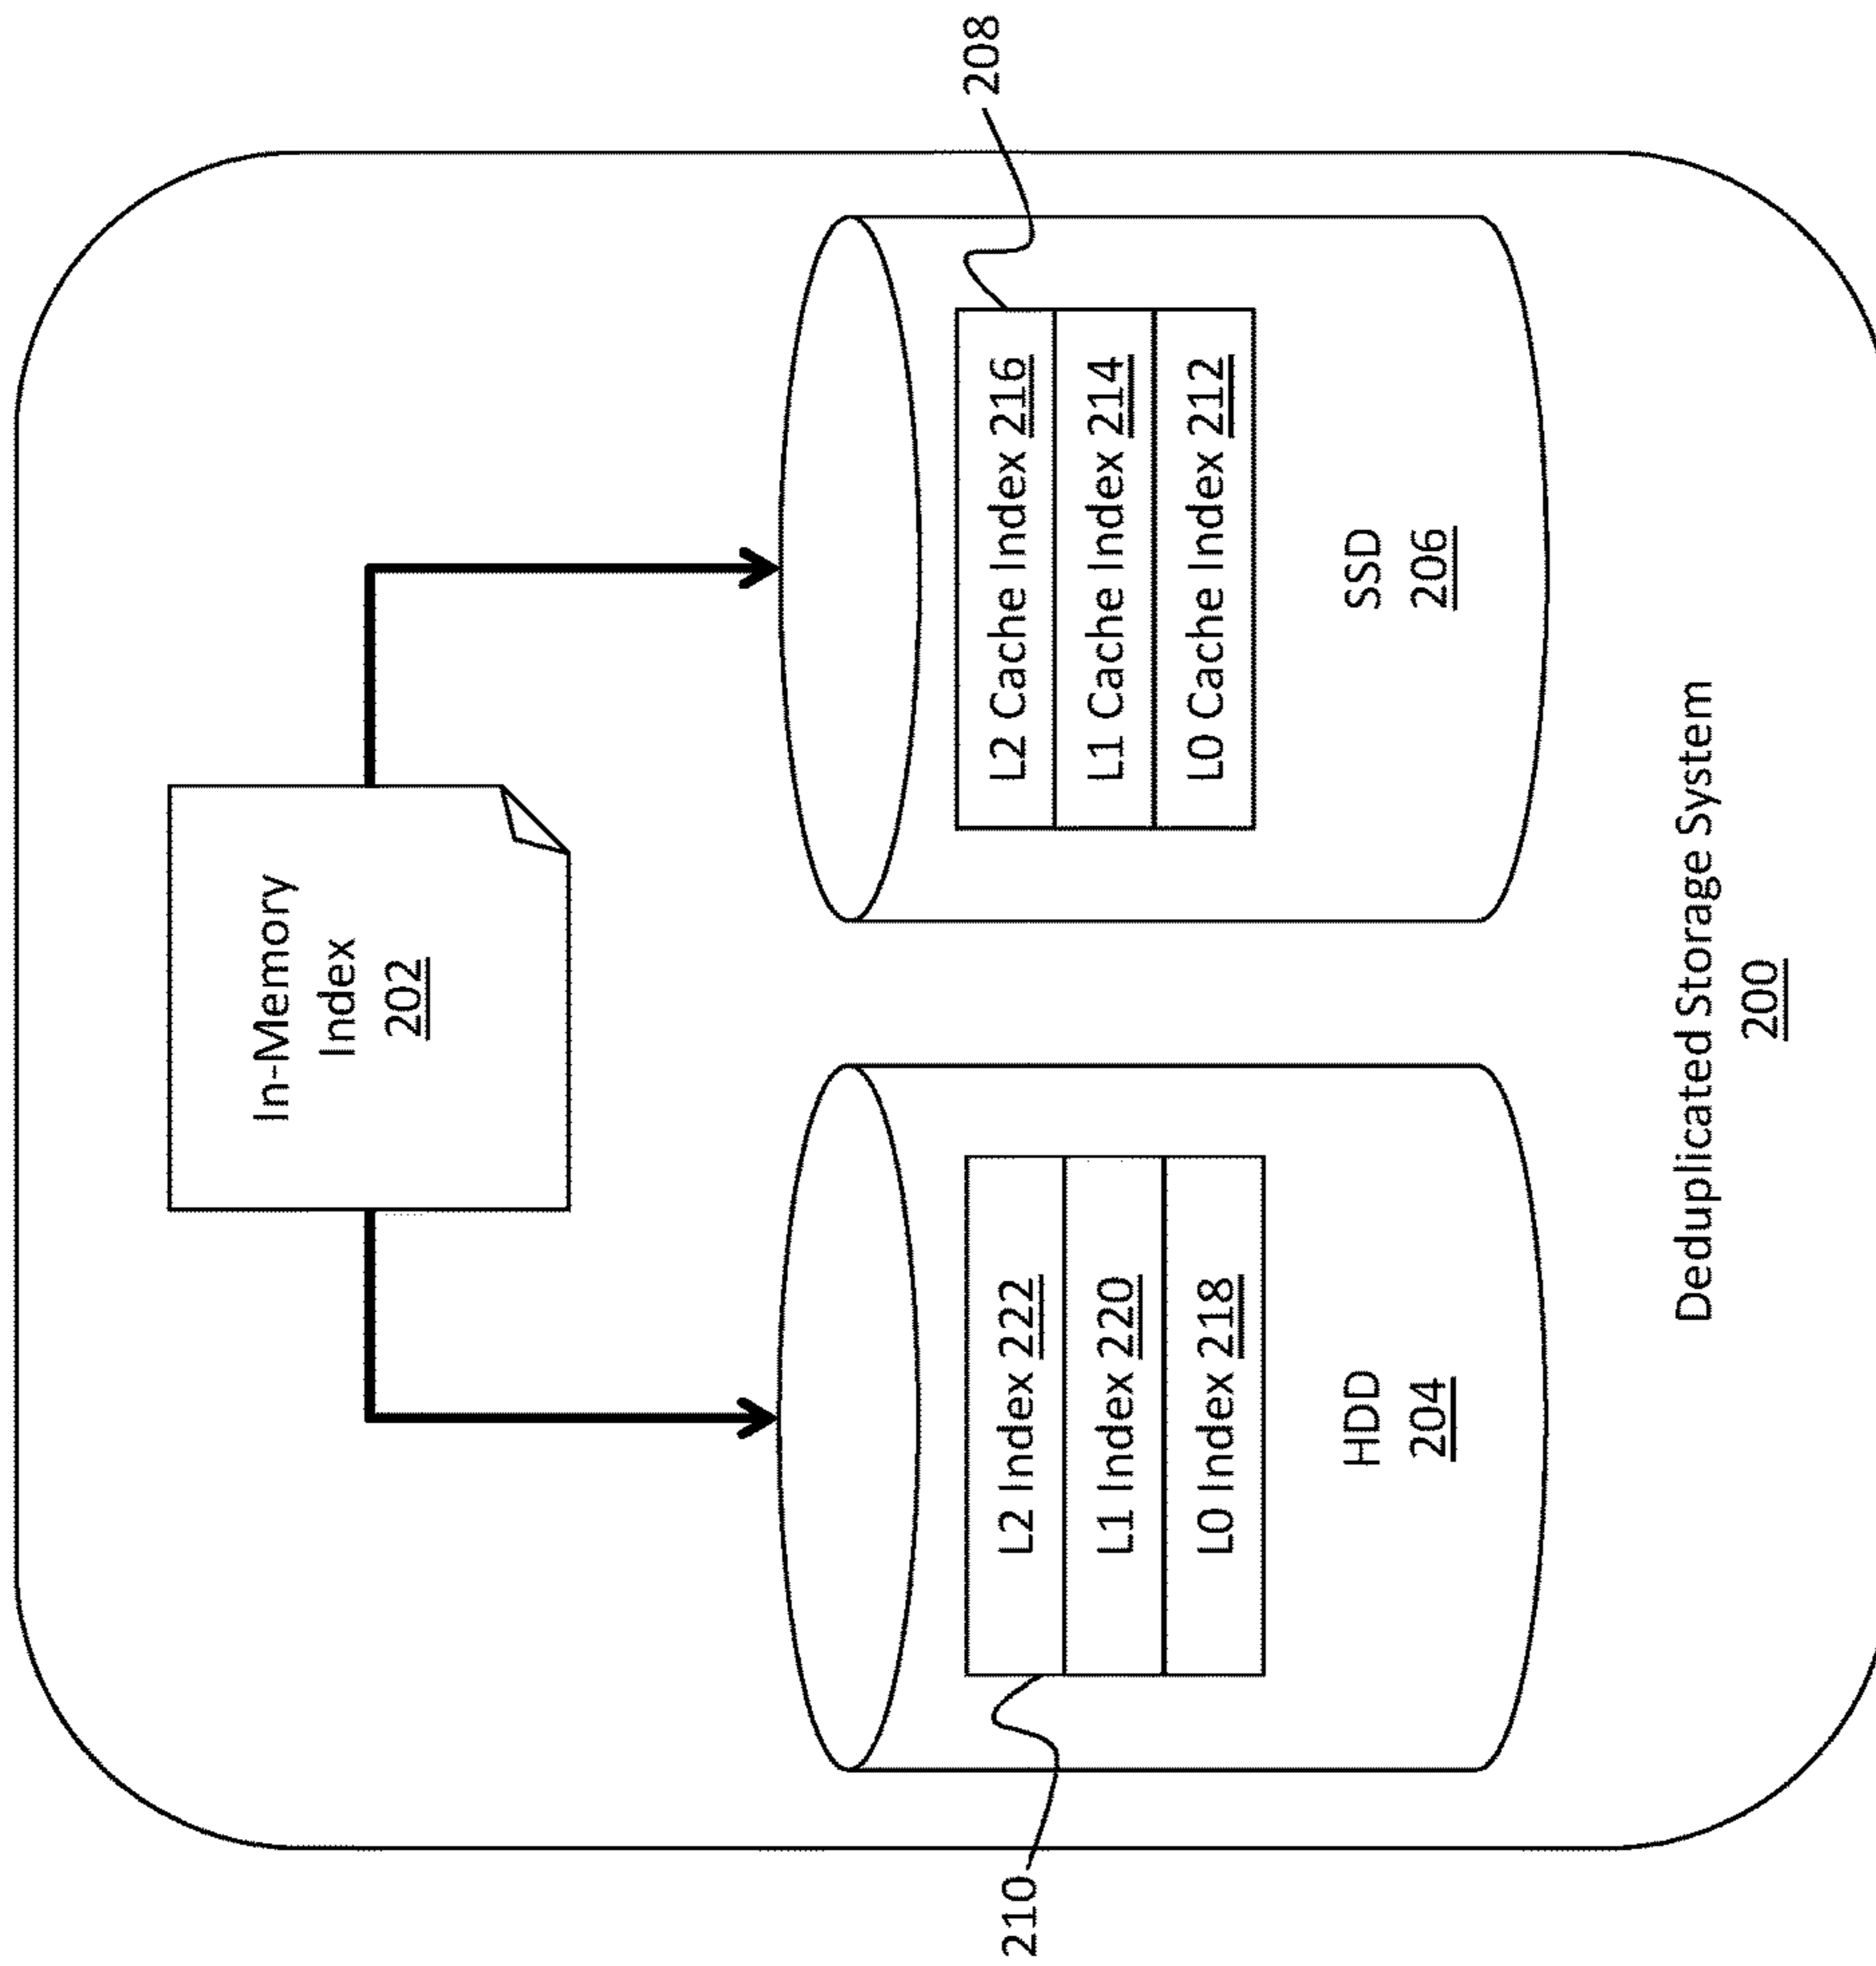 In-Memory
Index
202
208
210
L2 Index 222
L1 Index 220
L0 Index 218
HDD
204
L2 Cache Index 216
L1 Cache Index 214
L0 Cache Index 212
SSD
206
Deduplicated Storage System
200